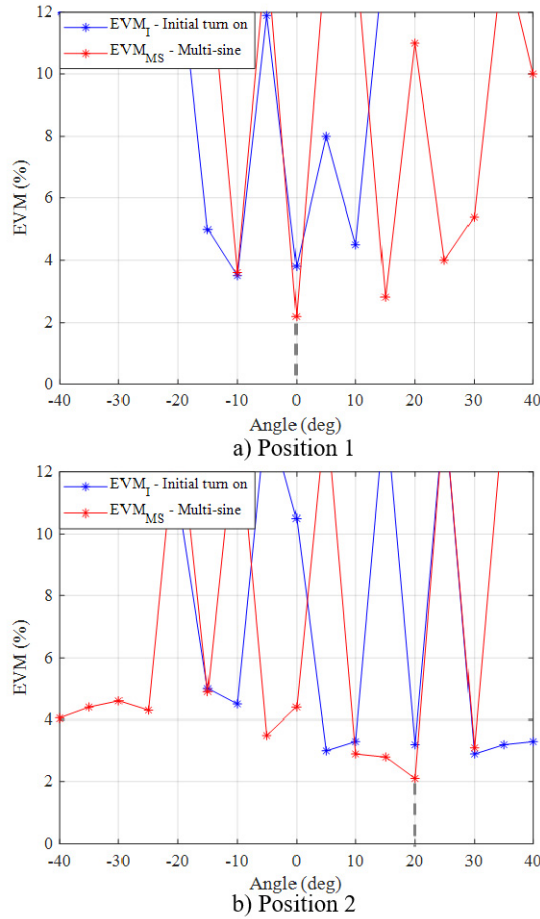 12
10
8
6
4
2
0
EVM (%)
EVM_I - Initial turn on
EVM_MS - Multi-sine
-40 -30 -20 -10 0 10 20 30 40
Angle (deg)
a) Position 1
12
10
8
6
4
2
0
EVM (%)
EVM_I - Initial turn on
EVM_MS - Multi-sine
-40 -30 -20 -10 0 10 20 30 40
Angle (deg)
b) Position 2